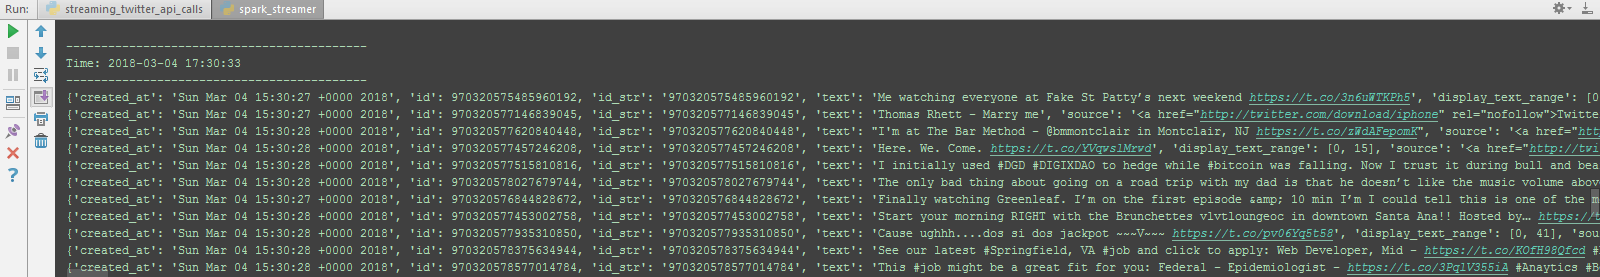 Run: streaming_twitter_api_calls spark_streamer
-------------------------------------------
Time: 2018-03-04 17:30:33
-------------------------------------------
{'created_at': 'Sun Mar 04 15:30:27 +0000 2018', 'id': 970320575485960192, 'id_str': '970320575485960192', 'text': 'Me watching everyone at Fake St Patty’s next weekend https://t.co/3n6uWTKPh5', 'display_text_range': [0
{'created_at': 'Sun Mar 04 15:30:28 +0000 2018', 'id': 970320577146839045, 'id_str': '970320577146839045', 'text': 'Thomas Rhett - Marry me', 'source': '<a href="http://twitter.com/download/iphone" rel="nofollow">Twitte
{'created_at': 'Sun Mar 04 15:30:28 +0000 2018', 'id': 970320577620840448, 'id_str': '970320577620840448', 'text': "I'm at The Bar Method - @bmmontclair in Montclair, NJ https://t.co/zWdAFepomK", 'source': '<a href="http
{'created_at': 'Sun Mar 04 15:30:28 +0000 2018', 'id': 970320577457246208, 'id_str': '970320577457246208', 'text': 'Here. We. Come. https://t.co/YVqwslMrwd', 'display_text_range': [0, 15], 'source': '<a href="http://twi
{'created_at': 'Sun Mar 04 15:30:28 +0000 2018', 'id': 970320577515810816, 'id_str': '970320577515810816', 'text': 'I initially used #DGD #DIGIXDAO to hedge while #bitcoin was falling. Now I trust it during bull and bea
{'created_at': 'Sun Mar 04 15:30:28 +0000 2018', 'id': 970320578027679744, 'id_str': '970320578027679744', 'text': 'The only bad thing about going on a road trip with my dad is that he doesn’t like the music volume abov
{'created_at': 'Sun Mar 04 15:30:28 +0000 2018', 'id': 970320576844828672, 'id_str': '970320576844828672', 'text': 'Finally watching Greenleaf. I’m on the first episode &amp; 10 min I’m I could tell this is one of the m
{'created_at': 'Sun Mar 04 15:30:28 +0000 2018', 'id': 970320577453002758, 'id_str': '970320577453002758', 'text': 'Start your morning RIGHT with the Brunchettes vlvtloungeoc in downtown Santa Ana!! Hosted by… https://t
{'created_at': 'Sun Mar 04 15:30:28 +0000 2018', 'id': 970320577935310850, 'id_str': '970320577935310850', 'text': 'Cause ughhh....dos si dos jackpot ~~~V~~~ https://t.co/pv06Yq5t58', 'display_text_range': [0, 41], 'sou
{'created_at': 'Sun Mar 04 15:30:28 +0000 2018', 'id': 970320578375634944, 'id_str': '970320578375634944', 'text': 'See our latest #Springfield, VA #job and click to apply: Web Developer, Mid - https://t.co/KOfH98Qfcd #
{'created_at': 'Sun Mar 04 15:30:28 +0000 2018', 'id': 970320578577014784, 'id_str': '970320578577014784', 'text': 'This #job might be a great fit for you: Federal - Epidemiologist - https://t.co/3PqlV355iA #Anaytica #B